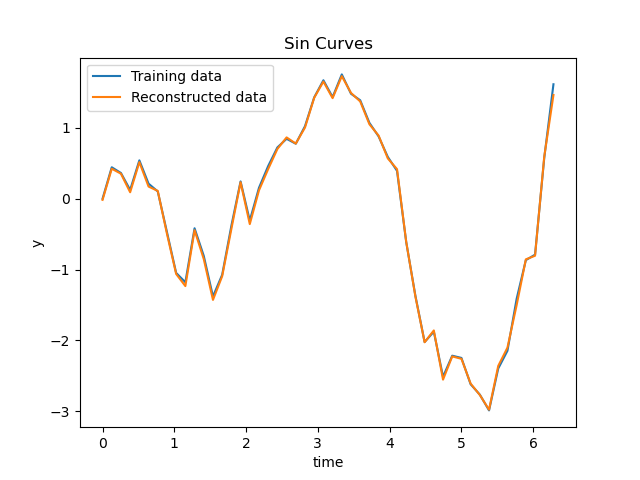 Sin Curves
Training data
Reconstructed data
y
1
0
−1
−2
−3
0 1 2 3 4 5 6
time